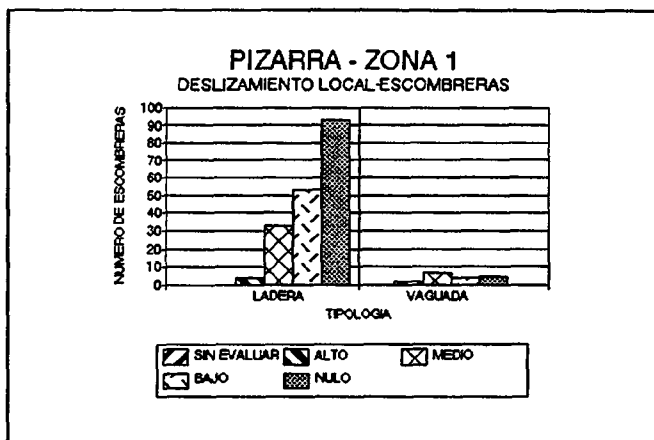 PIZARRA - ZONA 1
DESLIZAMIENTO LOCAL-ESCOMBRERAS
NUMERO DE ESCOMBRERAS
100
90
80
70
60
50
40
30
20
10
0
LADERA VAGUADA
TIPOLOGIA
SIN EVALUAR ALTO MEDIO
BAJO NULO